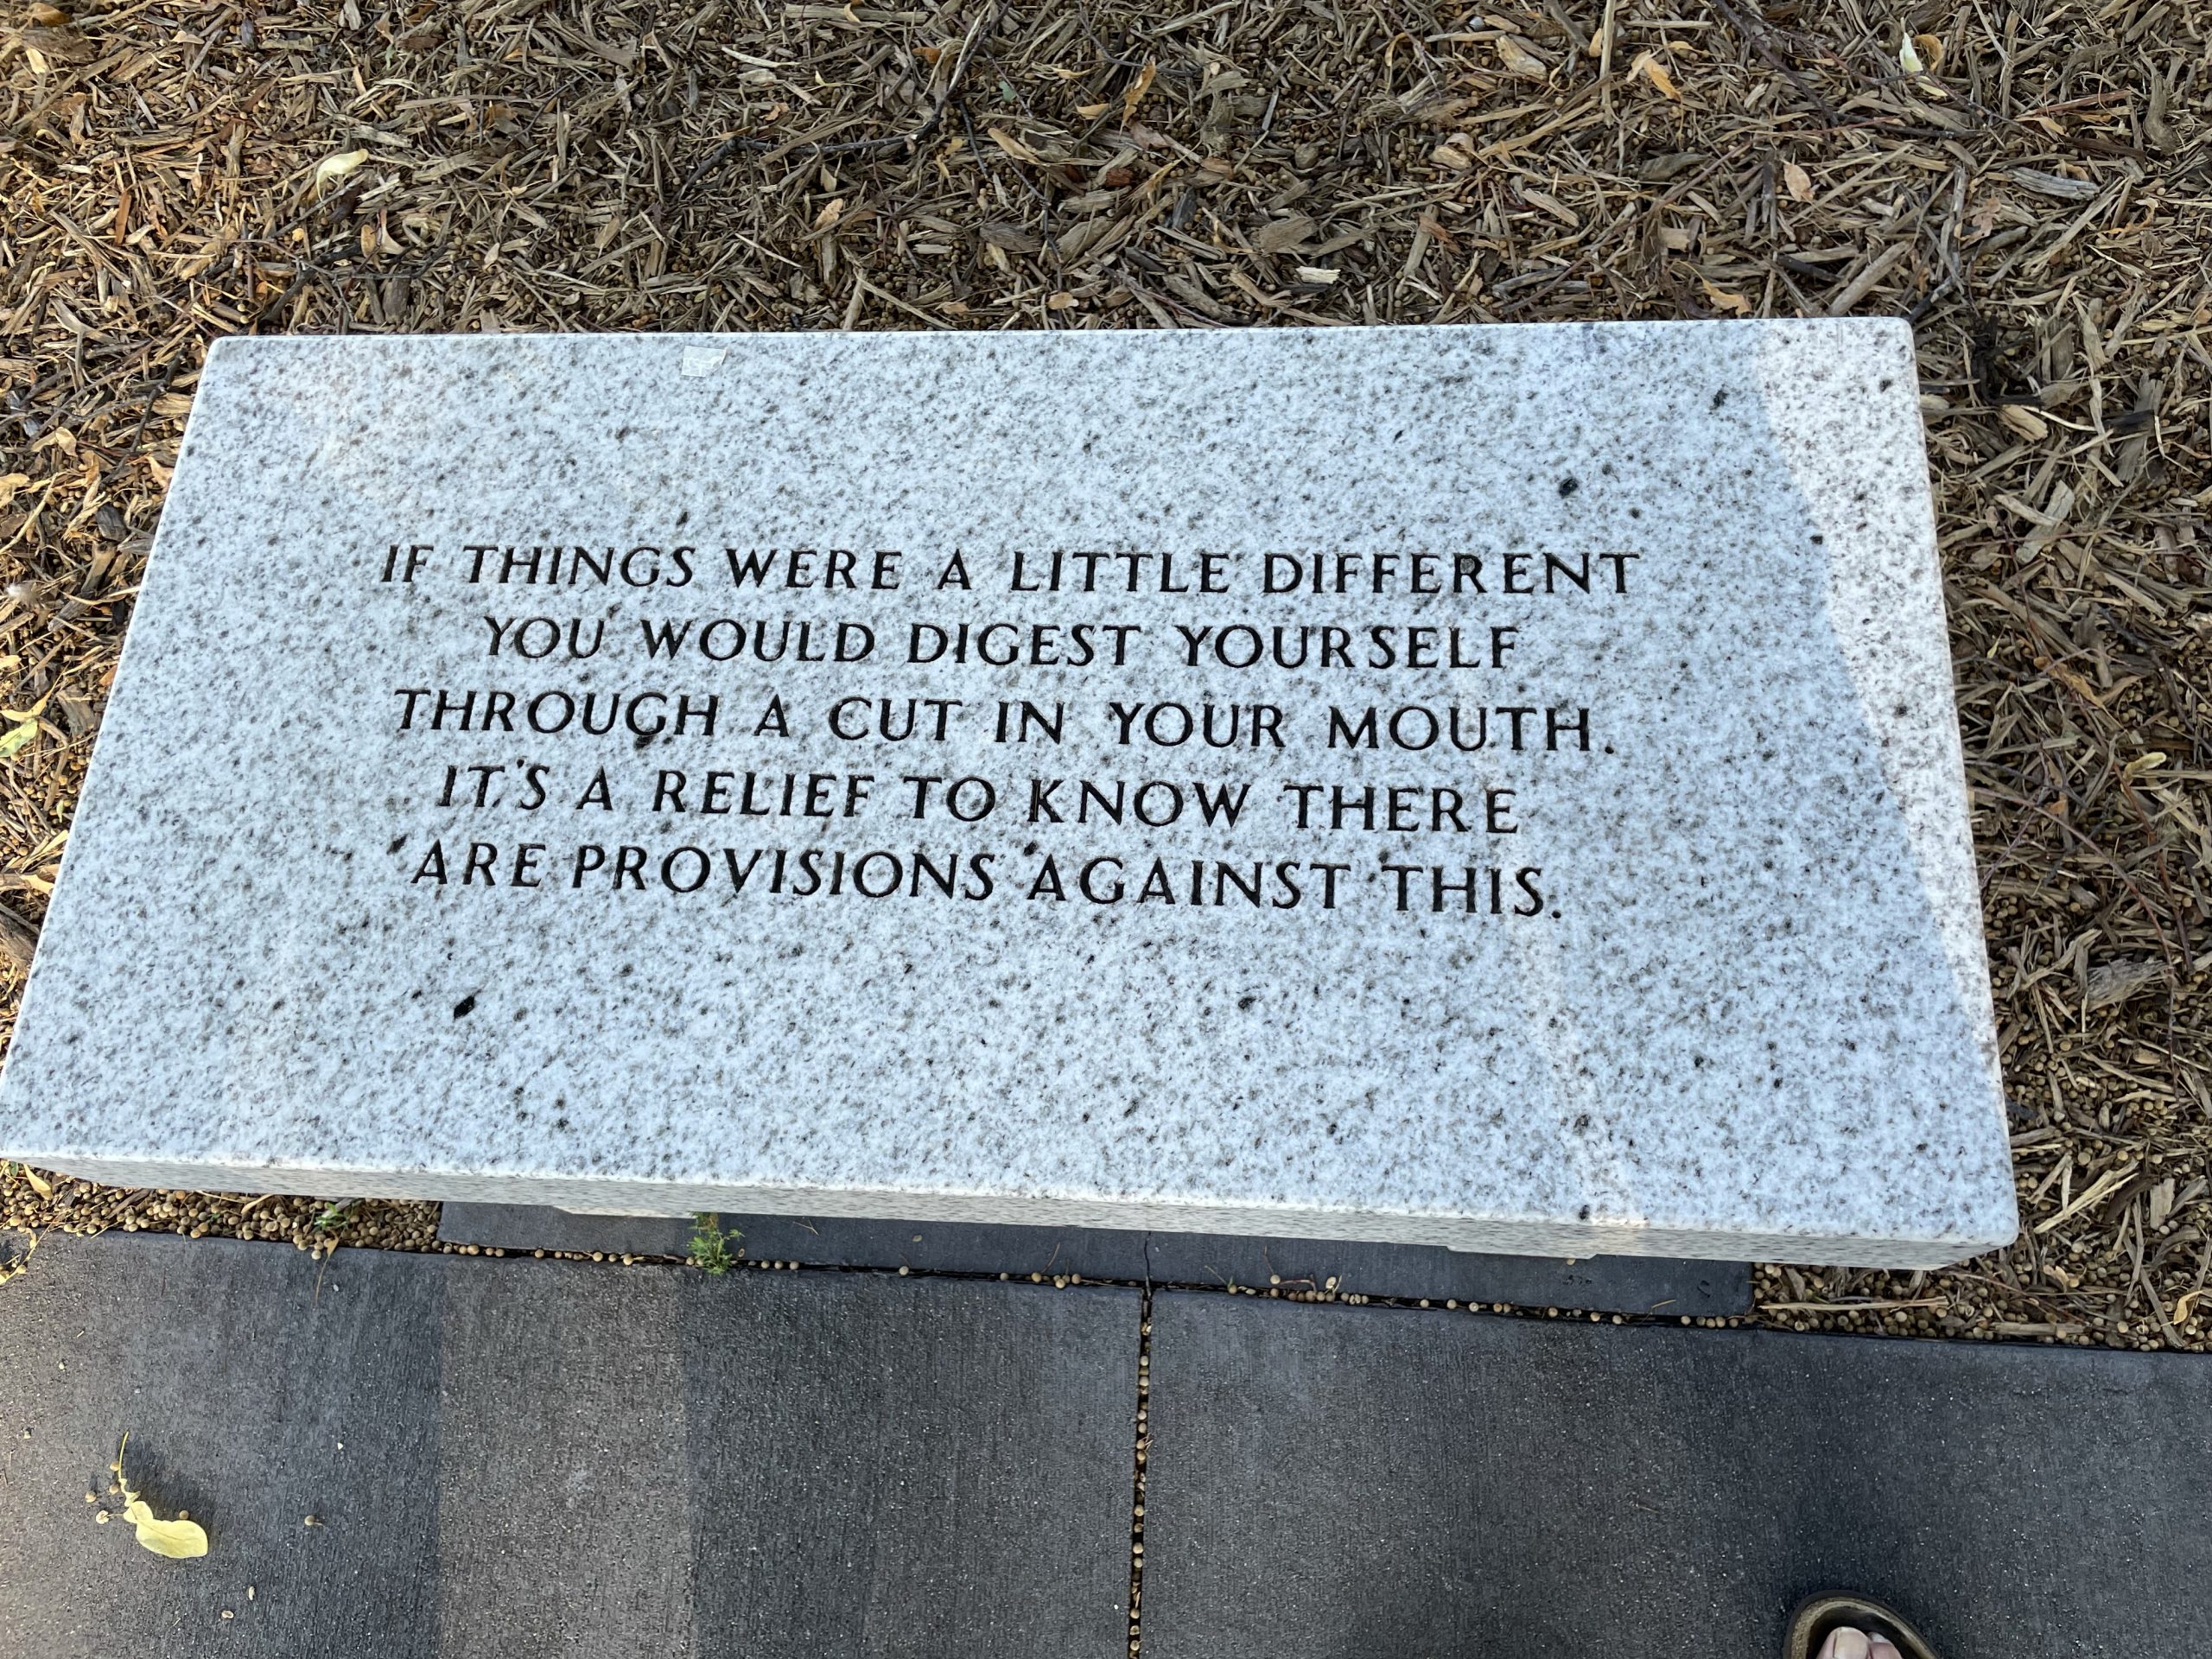 IF THINGS WERE A LITTLE DIFFERENT
YOU WOULD DIGEST YOURSELF
THROUGH A CUT IN YOUR MOUTH.
IT'S A RELIEF TO KNOW THERE
ARE PROVISIONS AGAINST THIS.